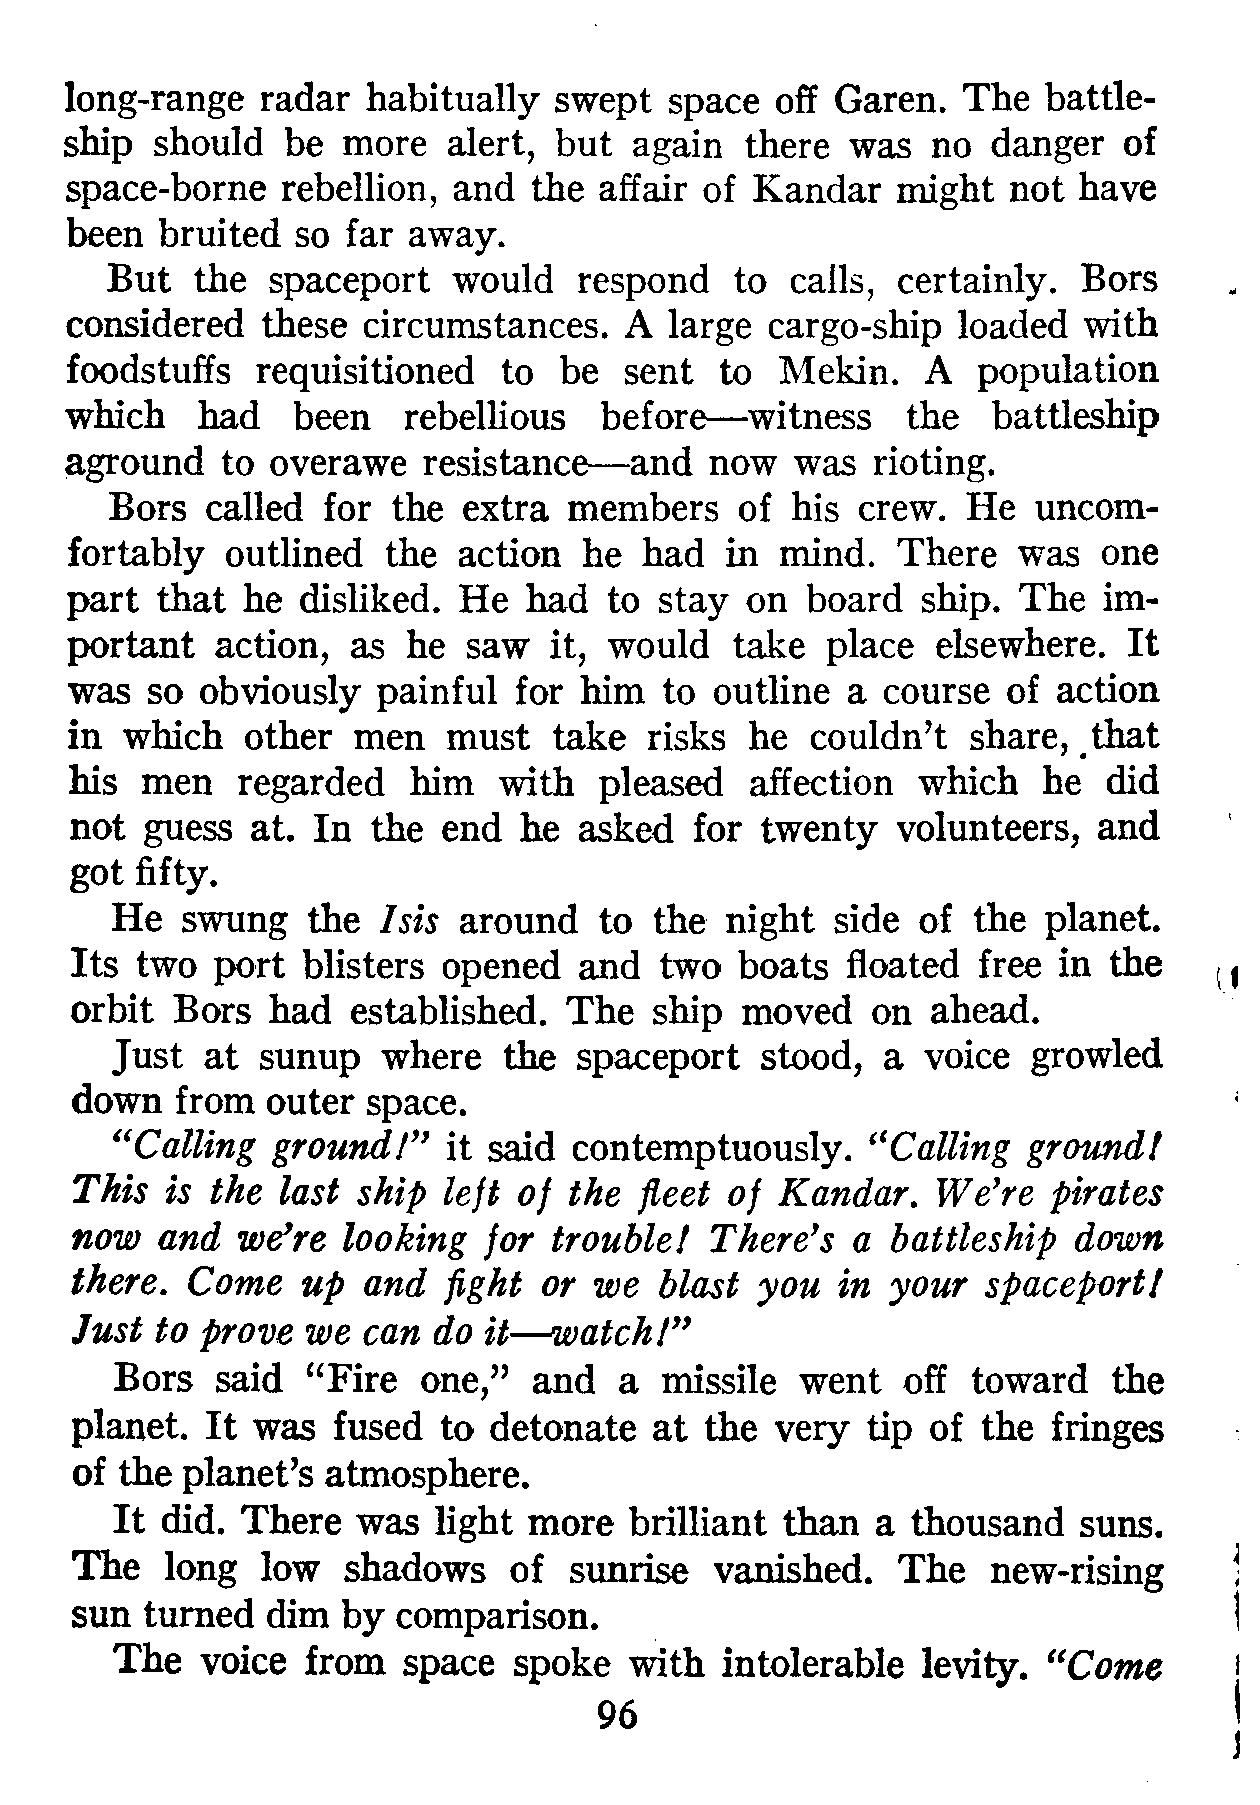 long-range radar habitually swept space off Garen. The battle-
ship should be more alert, but again there was no danger of
space-borne rebellion, and the affair of Kandar might not have
been bruited so far away.
But the spaceport would respond to calls, certainly. Bors
considered these circumstances. A large cargo-ship loaded with
foodstuffs requisitioned to be sent to Mekin. A population
which had been rebellious before—witness the battleship
aground to overawe resistance—and now was rioting.
Bors called for the extra members of his crew. He uncom-
fortably outlined the action he had in mind. There was one
part that he disliked. He had to stay on board ship. The im-
portant action, as he saw it, would take place elsewhere. It
was so obviously painful for him to outline a course of action
in which other men must take risks he couldn't share, that
his men regarded him with pleased affection which he did
not guess at. In the end he asked for twenty volunteers, and
got fifty.
He swung the Isis around to the night side of the planet.
Its two port blisters opened and two boats floated free in the
orbit Bors had established. The ship moved on ahead.
Just at sunup where the spaceport stood, a voice growled
down from outer space.
“Calling ground!” it said contemptuously. “Calling ground!
This is the last ship left of the fleet of Kandar. We're pirates
now and we're looking for trouble! There's a battleship down
there. Come up and fight or we blast you in your spaceport!
Just to prove we can do it—watch!”
Bors said “Fire one,” and a missile went off toward the
planet. It was fused to detonate at the very tip of the fringes
of the planet's atmosphere.
It did. There was light more brilliant than a thousand suns.
The long low shadows of sunrise vanished. The new-rising
sun turned dim by comparison.
The voice from space spoke with intolerable levity. “Come
96